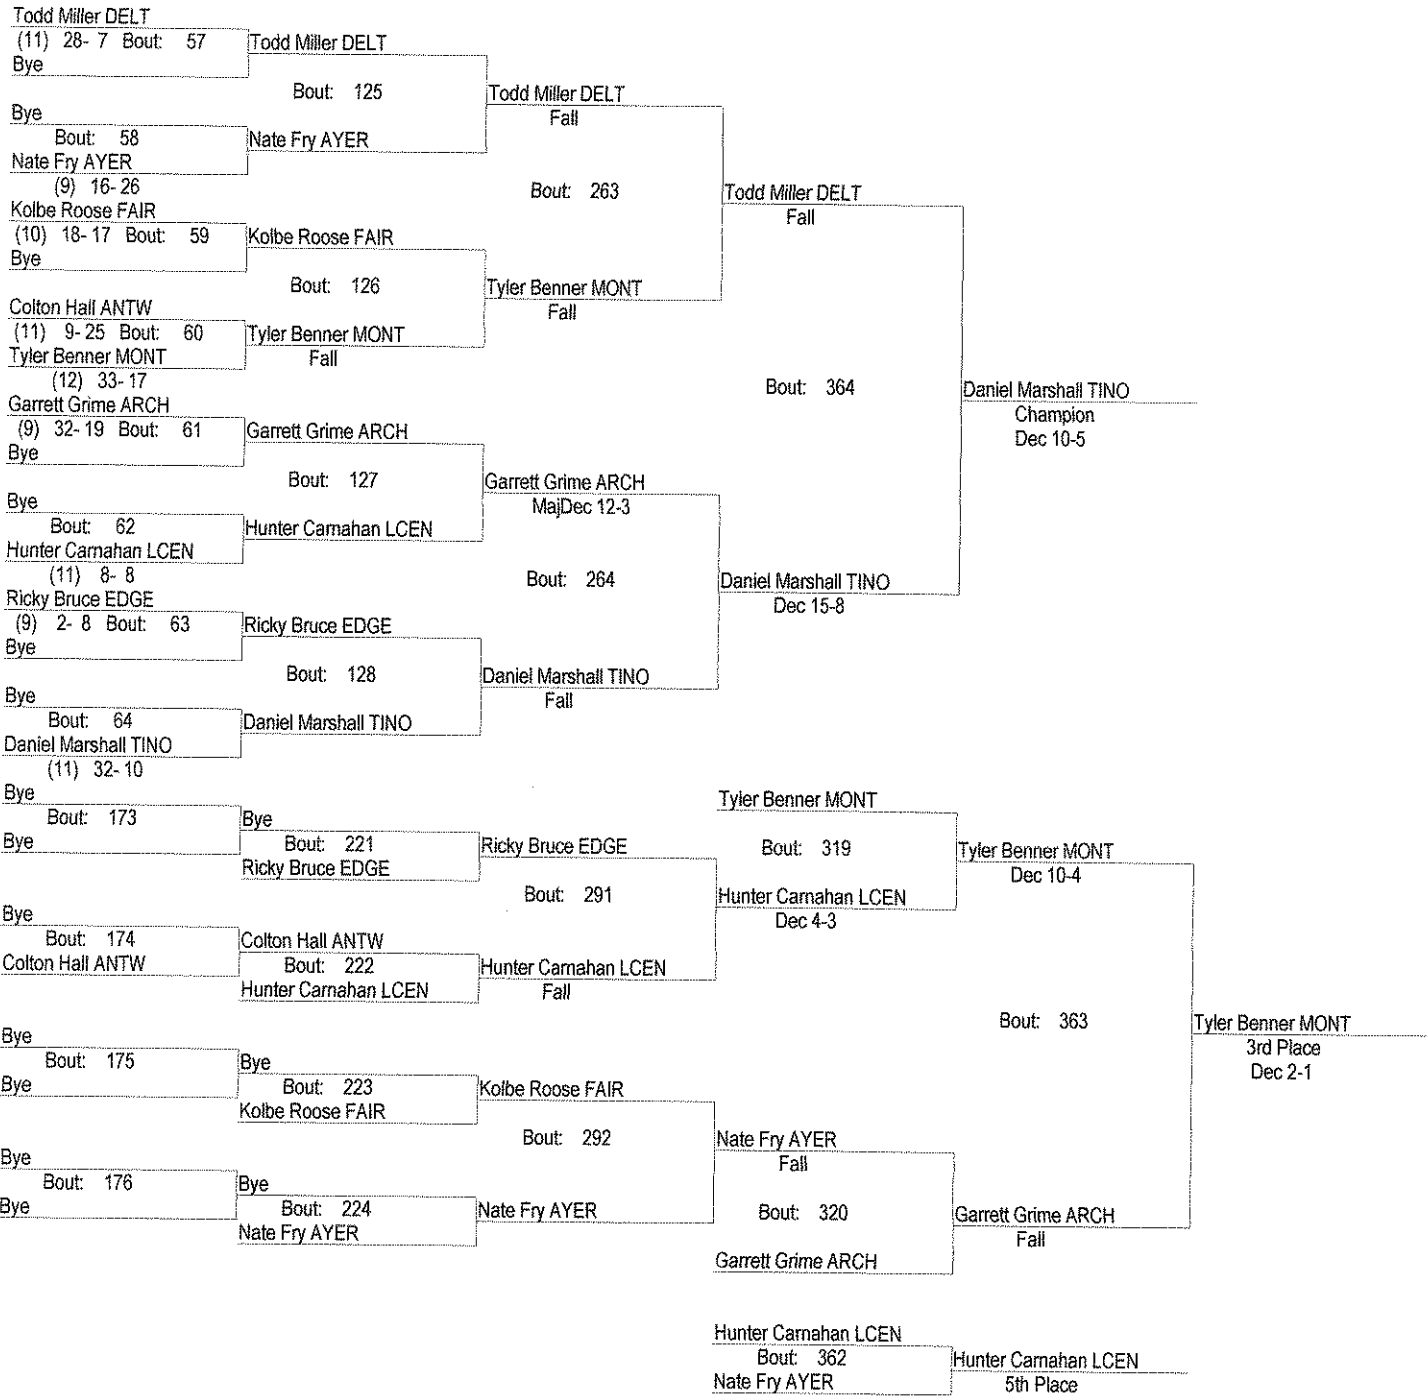 Todd Miller DELT
(11) 28- 7 Bout: 57
Bye
Todd Miller DELT
Bout: 125
Bye
Bout: 58
Nate Fry AYER
(9) 16- 26
Nate Fry AYER
Todd Miller DELT
Fall
Bout: 263
Kolbe Roose FAIR
(10) 18- 17 Bout: 59
Bye
Kolbe Roose FAIR
Bout: 126
Colton Hall ANTW
(11) 9- 25 Bout: 60
Tyler Benner MONT
(12) 33- 17
Tyler Benner MONT
Fall
Tyler Benner MONT
Fall
Todd Miller DELT
Fall
Bout: 364
Garrett Grime ARCH
(9) 32- 19 Bout: 61
Bye
Garrett Grime ARCH
Bout: 127
Bye
Bout: 62
Hunter Carnahan LCEN
(11) 8- 8
Hunter Carnahan LCEN
Garrett Grime ARCH
MajDec 12-3
Bout: 264
Ricky Bruce EDGE
(9) 2- 8 Bout: 63
Bye
Ricky Bruce EDGE
Bout: 128
Bye
Bout: 64
Daniel Marshall TINO
(11) 32- 10
Daniel Marshall TINO
Daniel Marshall TINO
Fall
Daniel Marshall TINO
Dec 15-8
Daniel Marshall TINO
Champion
Dec 10-5
Bye
Bout: 173
Bye
Bye
Bout: 221
Ricky Bruce EDGE
Ricky Bruce EDGE
Bout: 291
Bye
Bout: 174
Colton Hall ANTW
Colton Hall ANTW
Bout: 222
Hunter Carnahan LCEN
Hunter Carnahan LCEN
Fall
Tyler Benner MONT
Bout: 319
Hunter Carnahan LCEN
Dec 4-3
Tyler Benner MONT
Dec 10-4
Bout: 363
Bye
Bout: 175
Bye
Bye
Bout: 223
Kolbe Roose FAIR
Kolbe Roose FAIR
Bout: 292
Bye
Bout: 176
Bye
Bye
Bout: 224
Nate Fry AYER
Nate Fry AYER
Nate Fry AYER
Fall
Bout: 320
Garrett Grime ARCH
Garrett Grime ARCH
Fall
Tyler Benner MONT
3rd Place
Dec 2-1
Hunter Carnahan LCEN
Bout: 362
Nate Fry AYER
Hunter Carnahan LCEN
5th Place